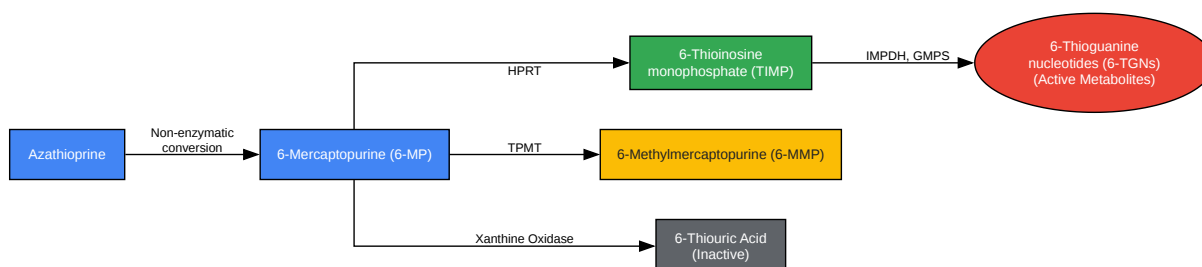 6-Thioinosine
monophosphate (TIMP)
HPRT
IMPDH, GMPS
6-Thioguanine
nucleotides (6-TGNs)
(Active Metabolites)
Azathioprine
Non-enzymatic
conversion
6-Mercaptopurine (6-MP)
TPMT
6-Methylmercaptopurine (6-MMP)
Xanthine Oxidase
6-Thiouric Acid
(Inactive)